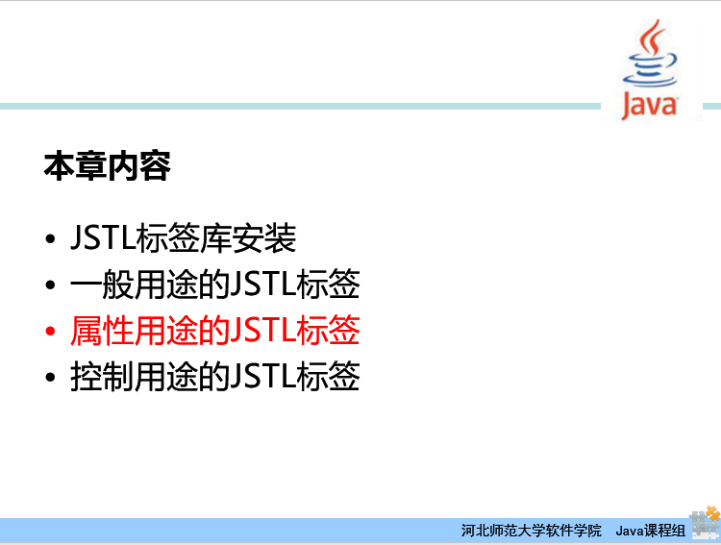 Java
本章内容
• JSTL标签库安装
• 一般用途的JSTL标签
• 属性用途的JSTL标签
• 控制用途的JSTL标签
河北师范大学软件学院 Java课程组